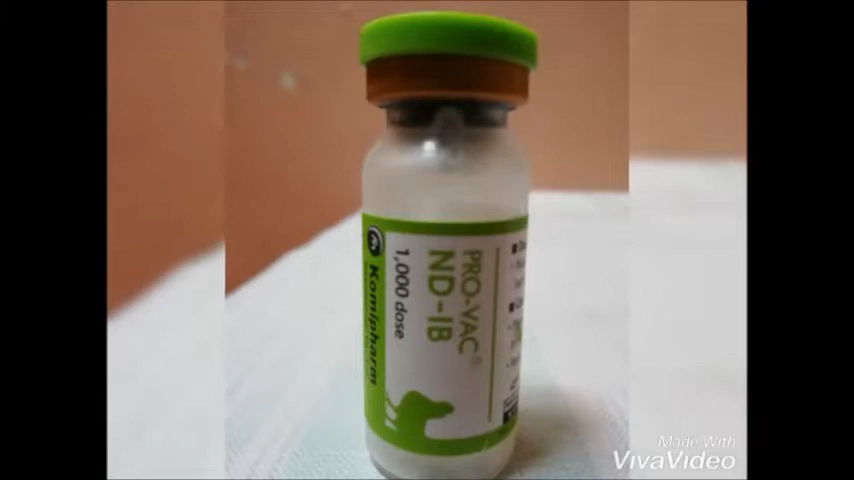 PRO-VAC®
ND-IB
1,000 dose
Komipharm
Made With
VivaVideo